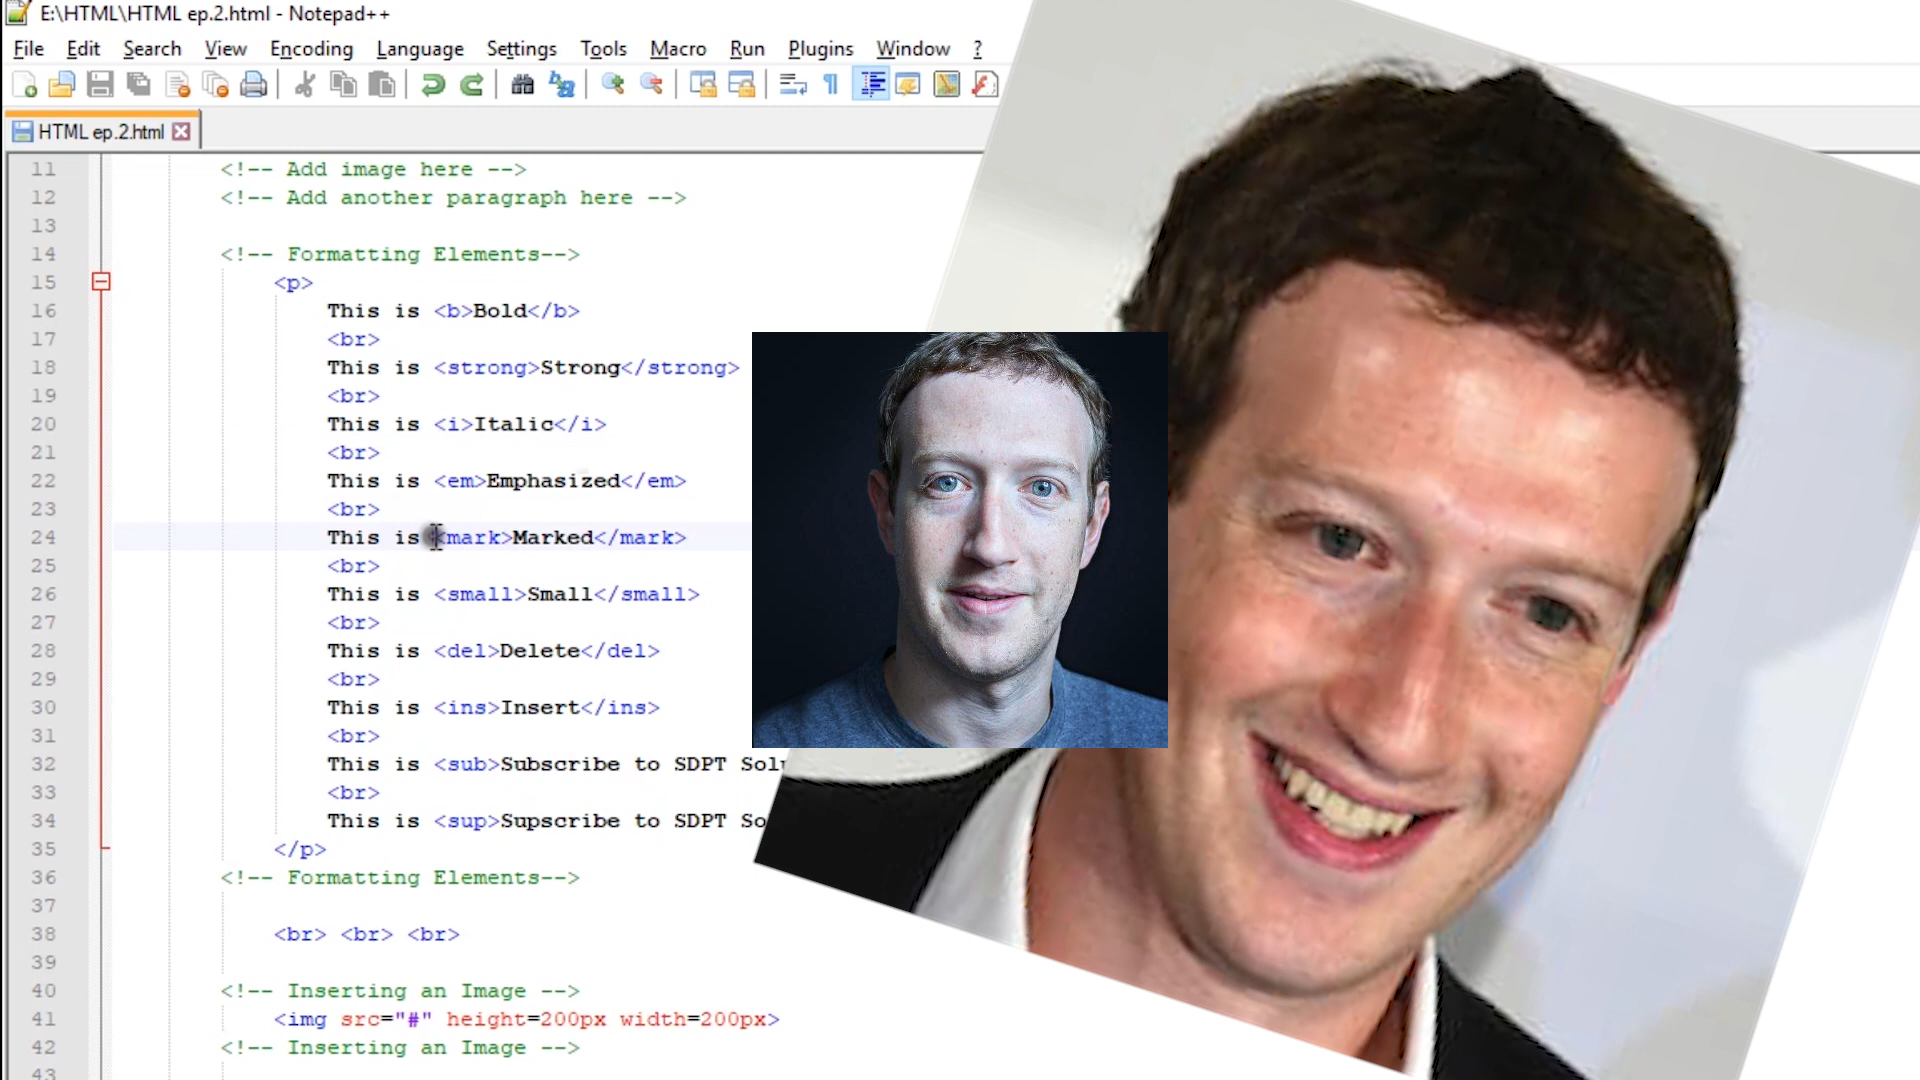 E:\HTML\HTML ep.2.html - Notepad++
File Edit Search View Encoding Language Settings Tools Macro Run Plugins Window ?
HTML ep.2.html
11 <!-- Add image here -->
12 <!-- Add another paragraph here -->
13
14 <!-- Formatting Elements-->
15 <p>
16 This is <b>Bold</b>
17 <br>
18 This is <strong>Strong</strong>
19 <br>
20 This is <i>Italic</i>
21 <br>
22 This is <em>Emphasized</em>
23 <br>
24 This is <mark>Marked</mark>
25 <br>
26 This is <small>Small</small>
27 <br>
28 This is <del>Delete</del>
29 <br>
30 This is <ins>Insert</ins>
31 <br>
32 This is <sub>Subscribe to SDPT
33 <br>
34 This is <sup>Supscribe to SDPT
35 </p>
36 <!-- Formatting Elements-->
37
38 <br> <br> <br>
39
40 <!-- Inserting an Image -->
41 <img src="#" height=200px width=200px>
42 <!-- Inserting an Image -->
43